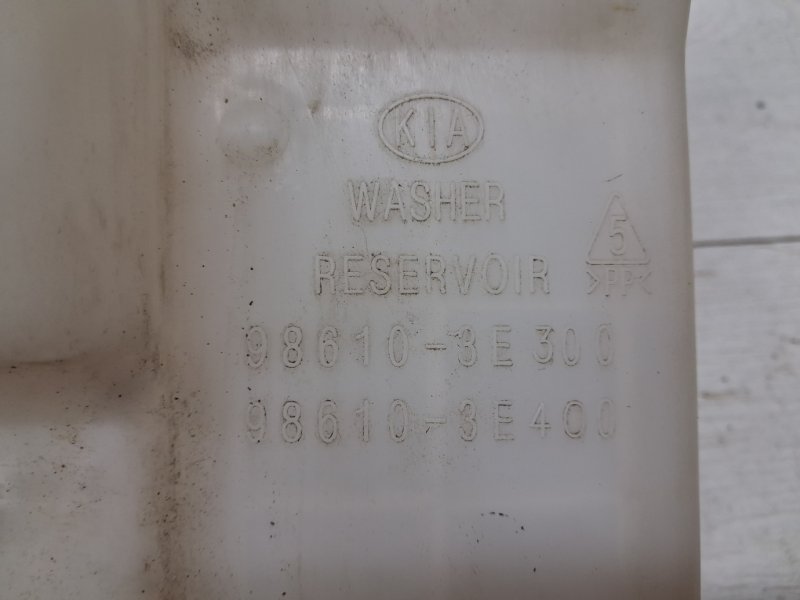 KIA
WASHER
RESERVOIR
5
>PP<
98610-3E300
98610-3E400